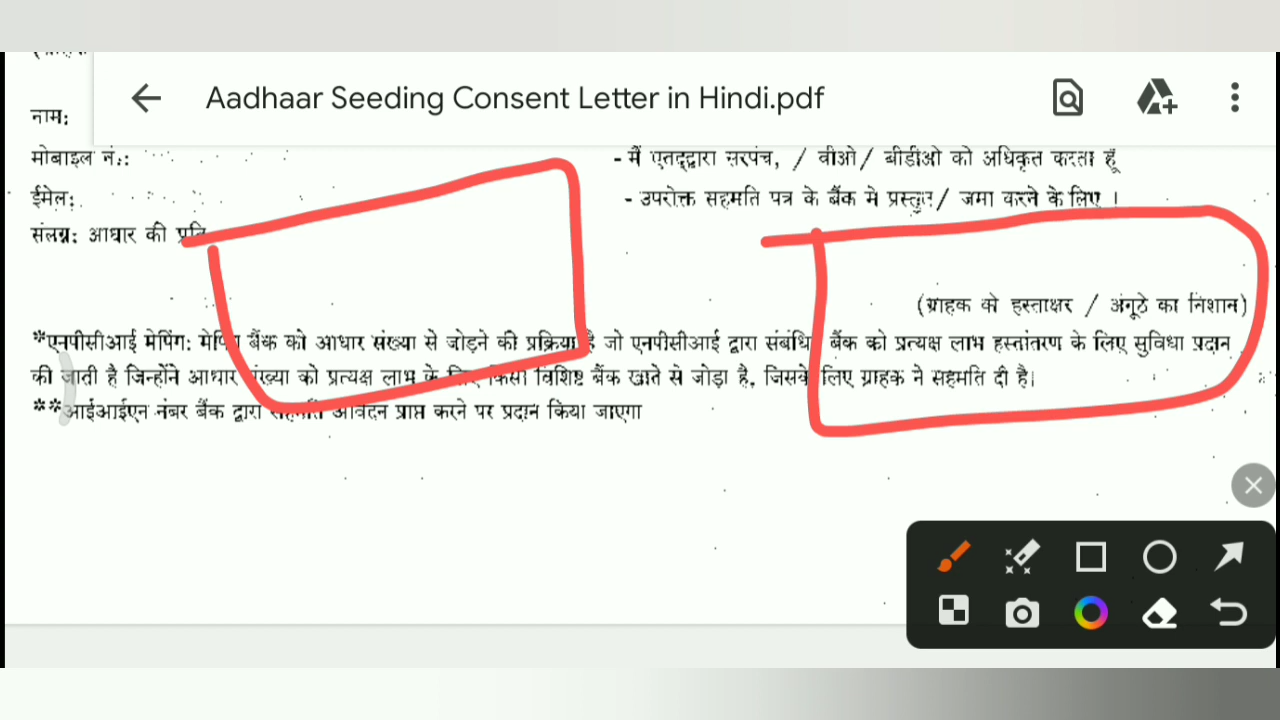 Aadhaar Seeding Consent Letter in Hindi.pdf
नाम:
मोबाइल नं.:
- मैं एतद्द्वारा सरपंच, / वीओ/ बीडीओ को अधिकृत करता हूँ
ईमेल:
- उपरोक्त सहमति पत्र के बैंक मे प्रस्तुत/ जमा करने के लिए ।
संलग्न: आधार की प्रति
(ग्राहक के हस्ताक्षर / अंगूठे का निशान)
*एनपीसीआई मेपिंग: मेपिंग बैंक को आधार संख्या से जोड़ने की प्रक्रिया है जो एनपीसीआई द्वारा संबंधित बैंक को प्रत्यक्ष लाभ हस्तांतरण के लिए सुविधा प्रदान
की जाती है जिन्होंने आधार संख्या को प्रत्यक्ष लाभ के लिए किसी विशिष्ट बैंक खाते से जोड़ा है, जिसके लिए ग्राहक ने सहमति दी है।
**आईआईएन नंबर बैंक द्वारा सहमति आवेदन प्राप्त करने पर प्रदान किया जाएगा